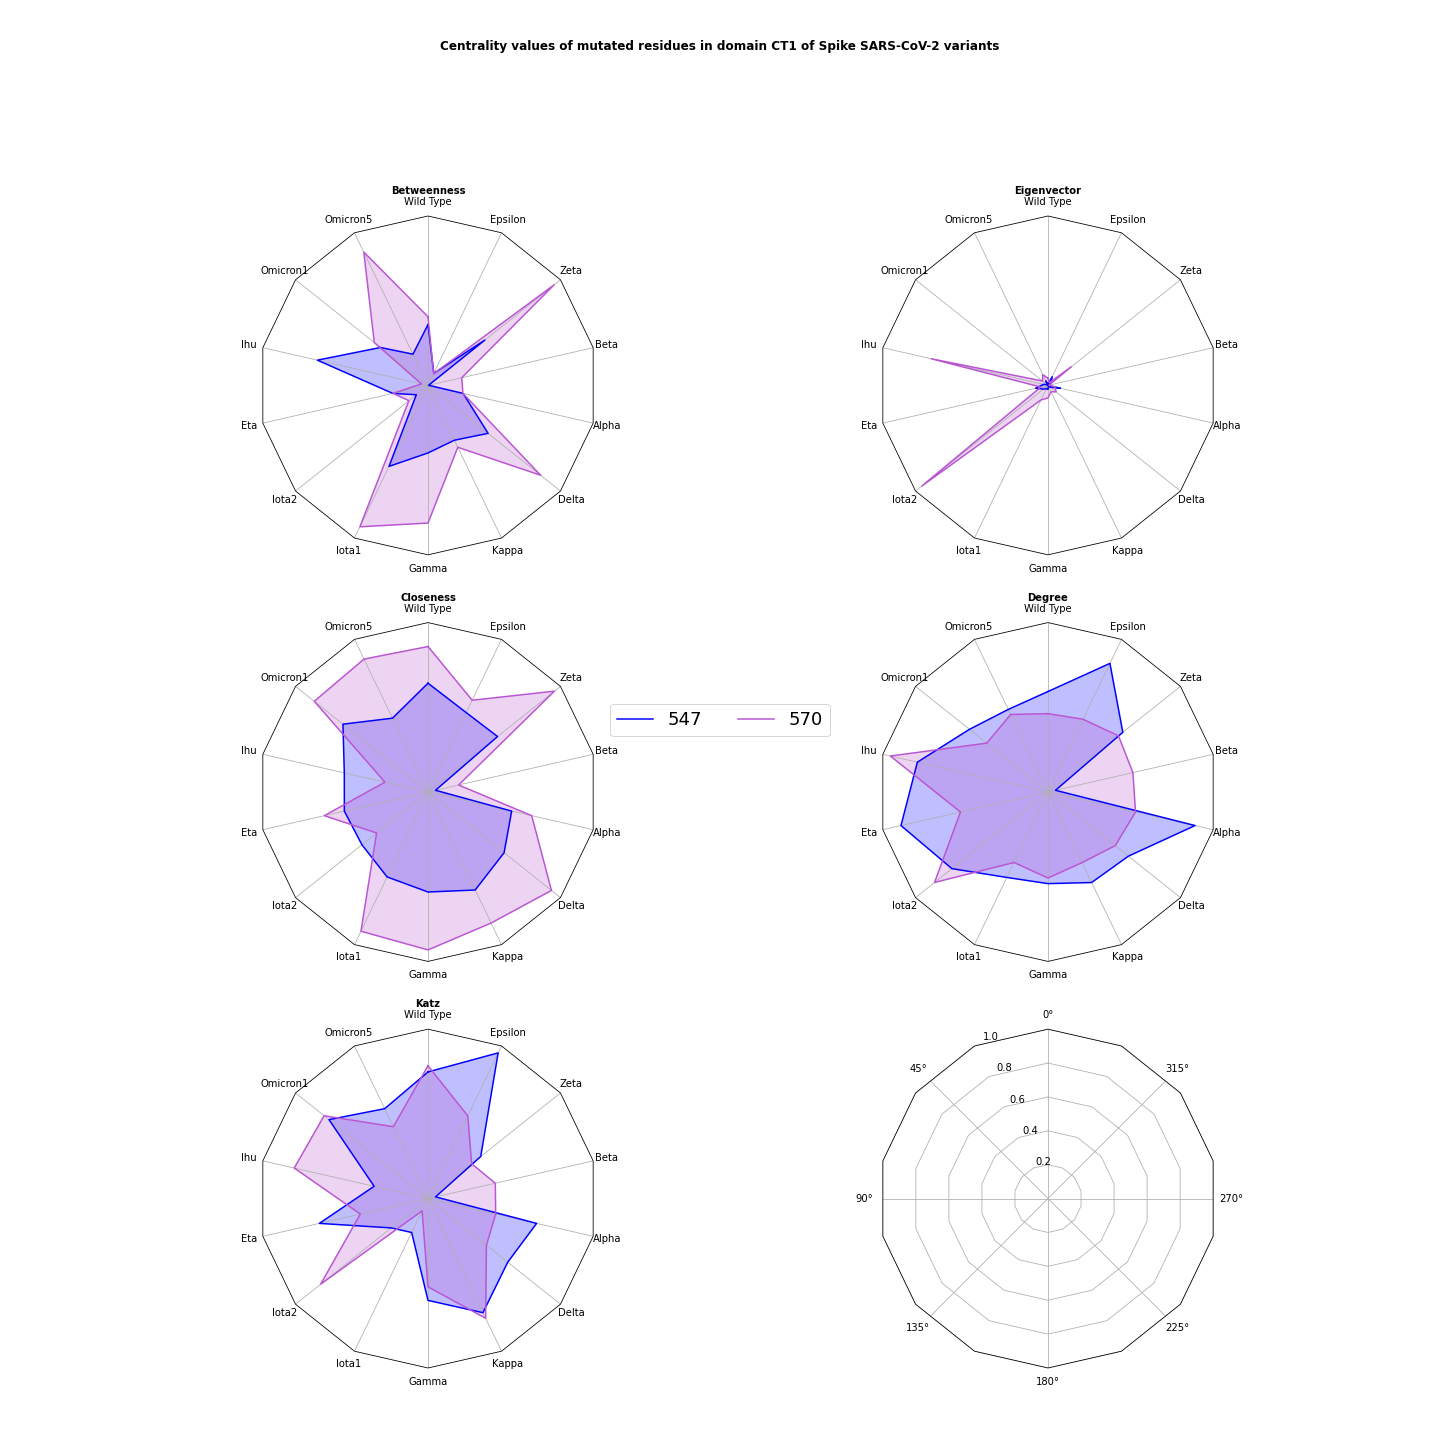 Centrality values of mutated residues in domain CT1 of Spike SARS-CoV-2 variants
Betweenness
Wild Type
Omicron5
Epsilon
Omicron1
Zeta
Ihu
Beta
Eta
Alpha
Iota2
Delta
Iota1
Kappa
Gamma
Eigenvector
Wild Type
Omicron5
Epsilon
Omicron1
Zeta
Ihu
Beta
Eta
Alpha
Iota2
Delta
Iota1
Kappa
Gamma
Closeness
Wild Type
Omicron5
Epsilon
Omicron1
Zeta
Ihu
Beta
Eta
Alpha
Iota2
Delta
Iota1
Kappa
Gamma
547 570
Degree
Wild Type
Omicron5
Epsilon
Omicron1
Zeta
Ihu
Beta
Eta
Alpha
Iota2
Delta
Iota1
Kappa
Gamma
Katz
Wild Type
Omicron5
Epsilon
Omicron1
Zeta
Ihu
Beta
Eta
Alpha
Iota2
Delta
Iota1
Kappa
Gamma
0°
1.0
45°
0.8
315°
0.6
0.4
0.2
90°
270°
135°
225°
180°